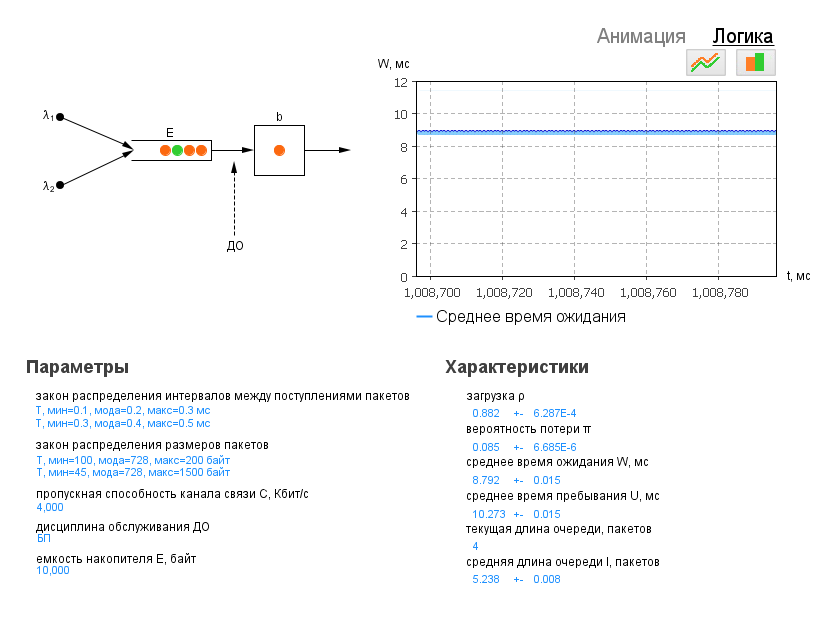 Анимация Логика
W, мс
12
10
8
6
4
2
0
1,008,700 1,008,720 1,008,740 1,008,760 1,008,780
t, мс
Среднее время ожидания
λ1
λ2
E
b
ДО
Параметры
закон распределения интервалов между поступлениями пакетов
T, мин=0.1, мода=0.2, макс=0.3 мс
T, мин=0.3, мода=0.4, макс=0.5 мс
закон распределения размеров пакетов
T, мин=100, мода=728, макс=200 байт
T, мин=45, мода=728, макс=1500 байт
пропускная способность канала связи C, Кбит/с
4,000
дисциплина обслуживания ДО
БП
емкость накопителя E, байт
10,000
Характеристики
загрузка ρ
0.882 +- 6.287E-4
вероятность потери π
0.085 +- 6.685E-6
среднее время ожидания W, мс
8.792 +- 0.015
среднее время пребывания U, мс
10.273 +- 0.015
текущая длина очереди, пакетов
4
средняя длина очереди l, пакетов
5.238 +- 0.008